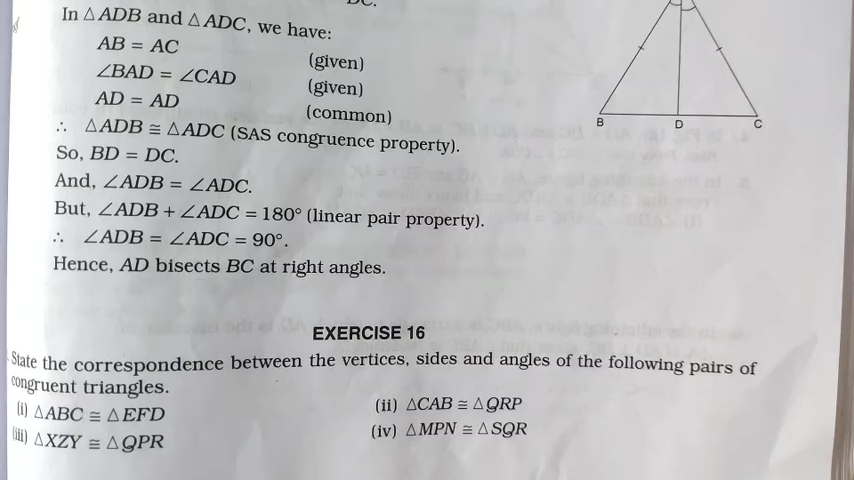 DC.
In △ADB and △ADC, we have:
AB = AC (given)
∠BAD = ∠CAD (given)
AD = AD (common)
∴ △ADB ≅ △ADC (SAS congruence property).
So, BD = DC.
And, ∠ADB = ∠ADC.
But, ∠ADB + ∠ADC = 180° (linear pair property).
∴ ∠ADB = ∠ADC = 90°.
Hence, AD bisects BC at right angles.
B D C
EXERCISE 16
State the correspondence between the vertices, sides and angles of the following pairs of
congruent triangles.
(i) △ABC ≅ △EFD (ii) △CAB ≅ △QRP
(iii) △XZY ≅ △QPR (iv) △MPN ≅ △SQR